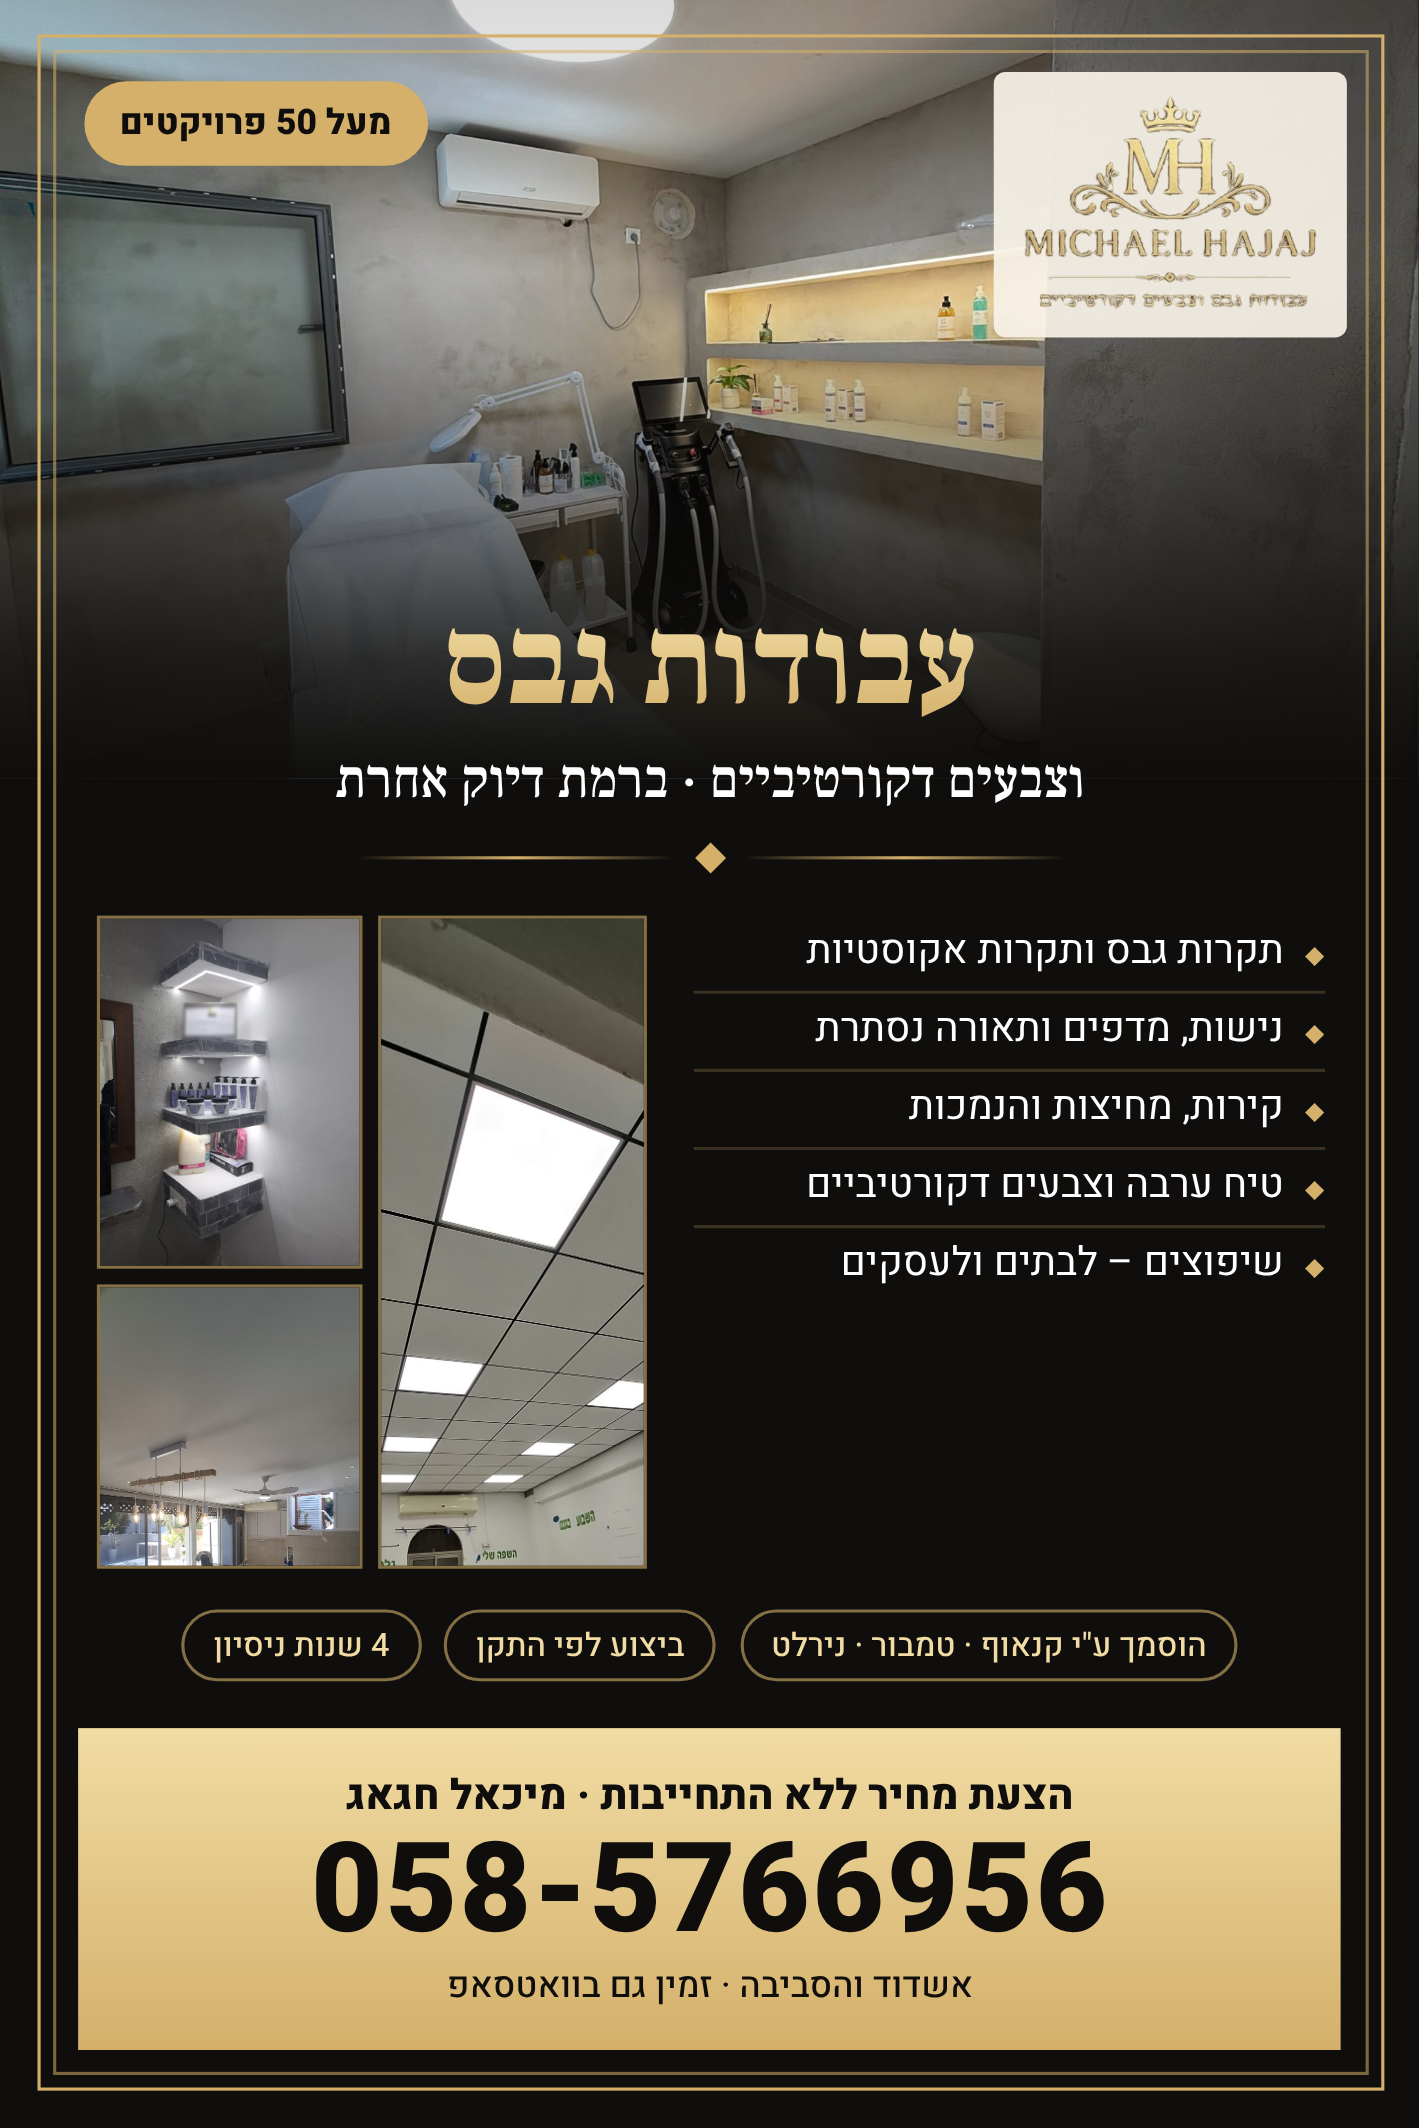 מעל 50 פרויקטים
MH
MICHAEL HAJAJ
עבודות גבס וצבעים דקורטיביים
עבודות גבס
וצבעים דקורטיביים · ברמת דיוק אחרת
תקרות גבס ותקרות אקוסטיות
נישות, מדפים ותאורה נסתרת
קירות, מחיצות והנמכות
טיח ערבה וצבעים דקורטיביים
שיפוצים – לבתים ולעסקים
השבוע
השפה שלי
הוסמך ע"י קנאוף · טמבור · נירלט
ביצוע לפי התקן
4 שנות ניסיון
הצעת מחיר ללא התחייבות · מיכאל חגאג
058-5766956
אשדוד והסביבה · זמין גם בוואטסאפ